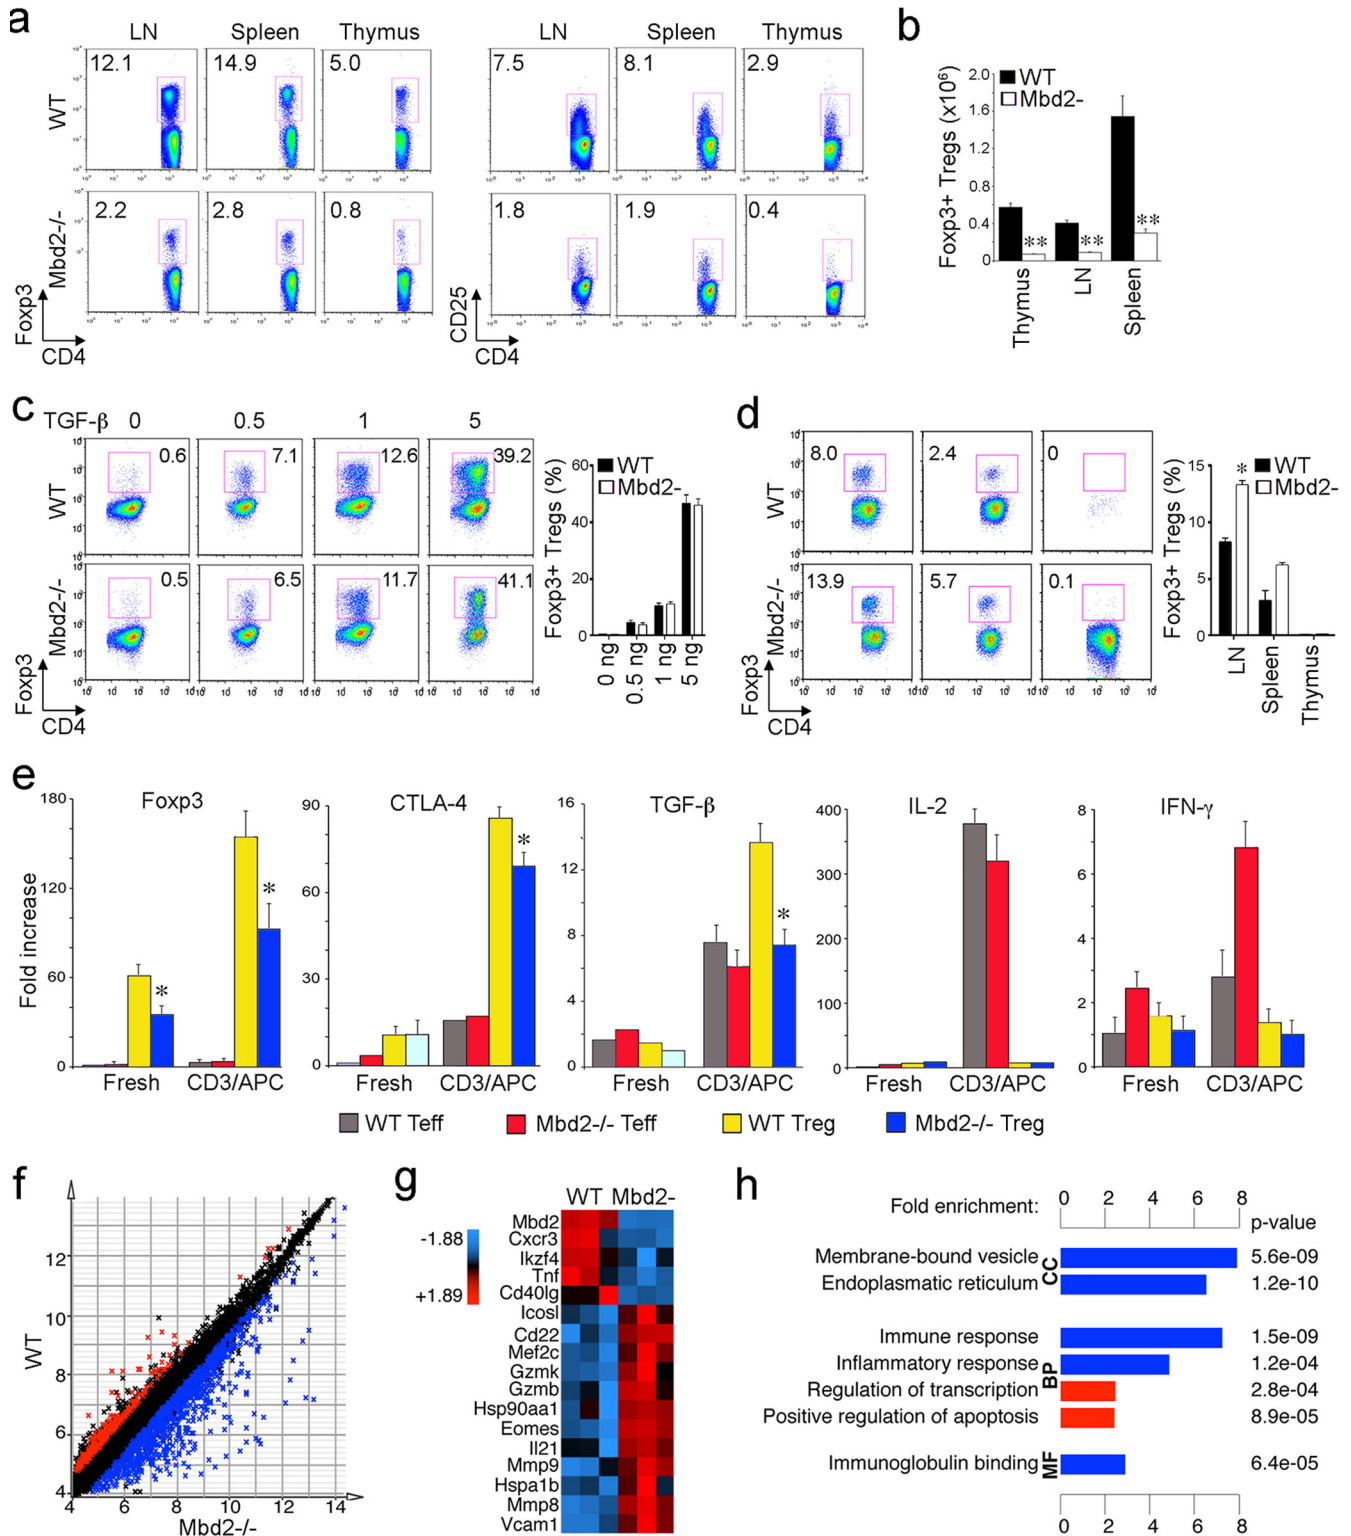 a
LN Spleen Thymus
LN Spleen Thymus
WT
12.1 14.9 5.0
7.5 8.1 2.9
Mbd2-/-
2.2 2.8 0.8
1.8 1.9 0.4
Foxp3
CD4
CD25
CD4
b
Foxp3+ Tregs (x10⁶)
2.0
1.6
1.2
0.8
0.4
0
WT
Mbd2-
** ** **
Thymus LN Spleen
c
TGF-β 0 0.5 1 5
WT
0.6 7.1 12.6 39.2
Mbd2-/-
0.5 6.5 11.7 41.1
Foxp3
CD4
Foxp3+ Tregs (%)
60
40
20
0
WT
Mbd2-
0 ng 0.5 ng 1 ng 5 ng
d
WT
8.0 2.4 0
Mbd2-/-
13.9 5.7 0.1
Foxp3
CD4
Foxp3+ Tregs (%)
15
10
5
0
WT
Mbd2-
*
LN Spleen Thymus
e
Fold increase
Foxp3
180
120
60
0
* *
Fresh CD3/APC
CTLA-4
90
60
30
0
*
Fresh CD3/APC
TGF-β
16
12
8
4
0
*
Fresh CD3/APC
IL-2
400
300
200
100
0
Fresh CD3/APC
IFN-γ
8
6
4
2
0
Fresh CD3/APC
WT Teff Mbd2-/- Teff WT Treg Mbd2-/- Treg
f
WT
12
10
8
6
4
4 6 8 10 12 14
Mbd2-/-
g
WT Mbd2-
-1.88
+1.89
Mbd2
Cxcr3
Ikzf4
Tnf
Cd40lg
Icosl
Cd22
Mef2c
Gzmk
Gzmb
Hsp90aa1
Eomes
Il21
Mmp9
Hspa1b
Mmp8
Vcam1
h
Fold enrichment: 0 2 4 6 8
p-value
Membrane-bound vesicle 5.6e-09
Endoplasmatic reticulum 1.2e-10
CC
Immune response 1.5e-09
Inflammatory response 1.2e-04
Regulation of transcription 2.8e-04
Positive regulation of apoptosis 8.9e-05
BP
Immunoglobulin binding 6.4e-05
MF
0 2 4 6 8